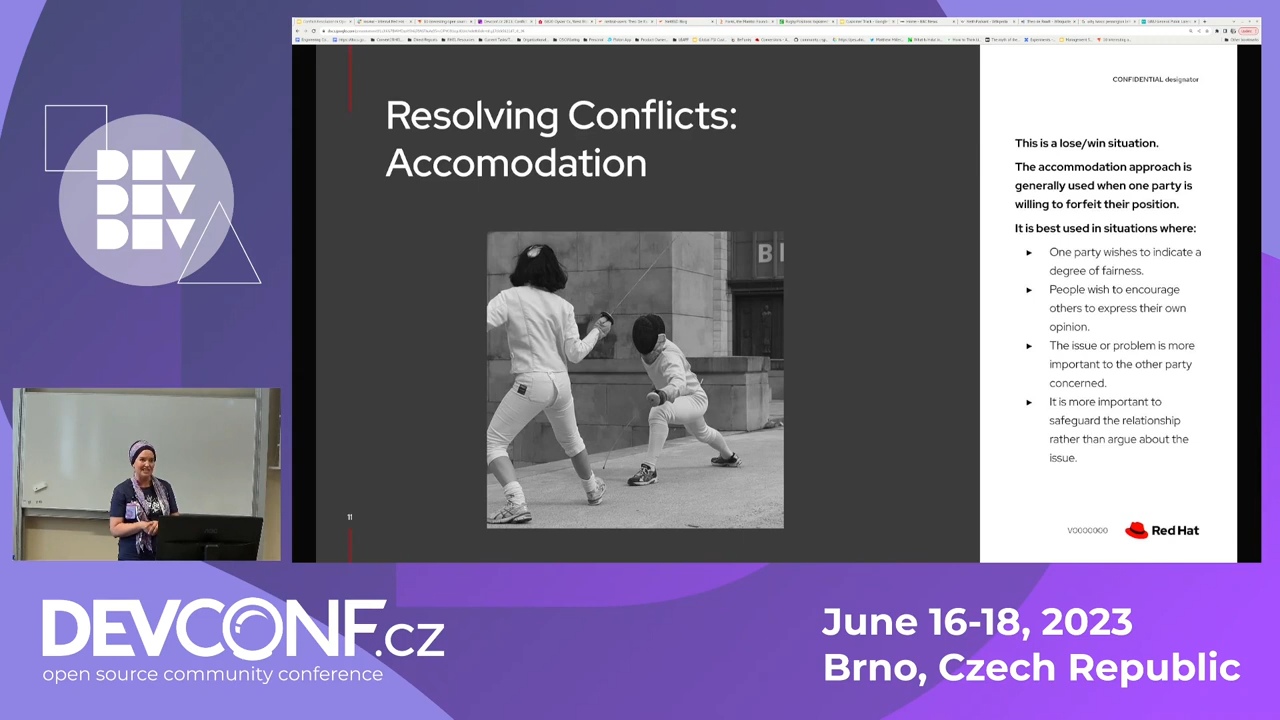 Resolving Conflicts:
Accomodation
CONFIDENTIAL designator
This is a lose/win situation.
The accommodation approach is
generally used when one party is
willing to forfeit their position.
It is best used in situations where:
► One party wishes to indicate a
degree of fairness.
► People wish to encourage
others to express their own
opinion.
► The issue or problem is more
important to the other party
concerned.
► It is more important to
safeguard the relationship
rather than argue about the
issue.
11
V0000000
Red Hat
B
DEV
DEV
DEV
DEVCONF.cz
open source community conference
June 16-18, 2023
Brno, Czech Republic